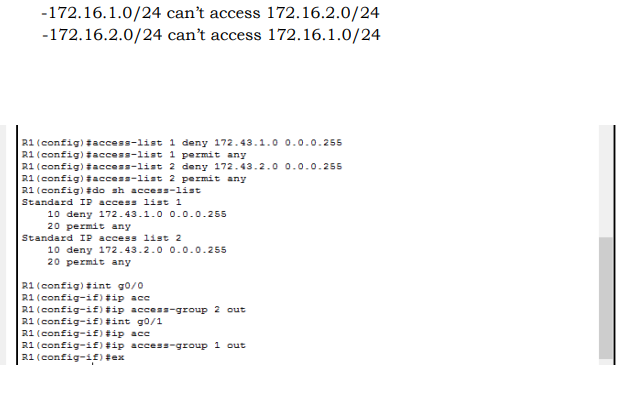 -172.16.1.0/24 can’t access 172.16.2.0/24
-172.16.2.0/24 can’t access 172.16.1.0/24
R1(config)#access-list 1 deny 172.43.1.0 0.0.0.255
R1(config)#access-list 1 permit any
R1(config)#access-list 2 deny 172.43.2.0 0.0.0.255
R1(config)#access-list 2 permit any
R1(config)#do sh access-list
Standard IP access list 1
10 deny 172.43.1.0 0.0.0.255
20 permit any
Standard IP access list 2
10 deny 172.43.2.0 0.0.0.255
20 permit any
R1(config)#int g0/0
R1(config-if)#ip acc
R1(config-if)#ip access-group 2 out
R1(config-if)#int g0/1
R1(config-if)#ip acc
R1(config-if)#ip access-group 1 out
R1(config-if)#ex